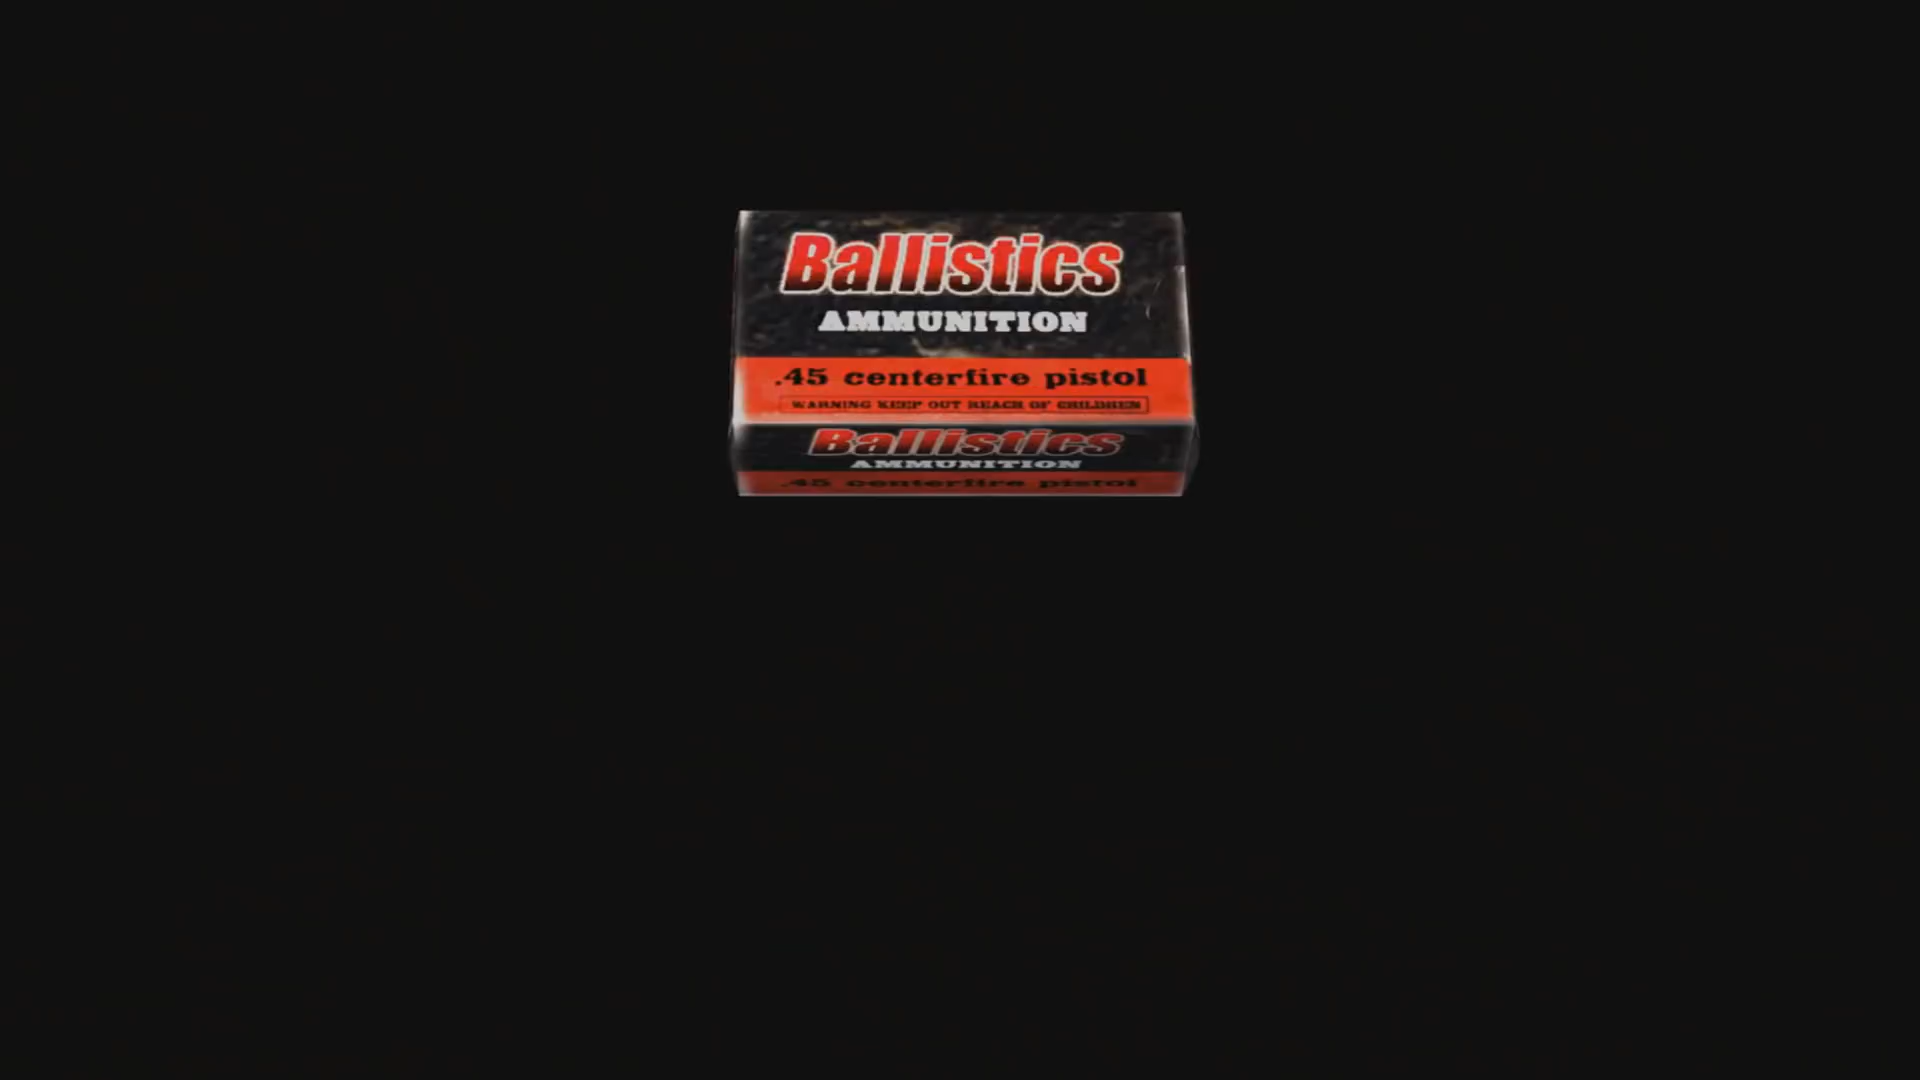 Ballistics
AMMUNITION
.45 centerfire pistol
WARNING KEEP OUT REACH OF CHILDREN
Ballistics
AMMUNITION
.45 centerfire pistol